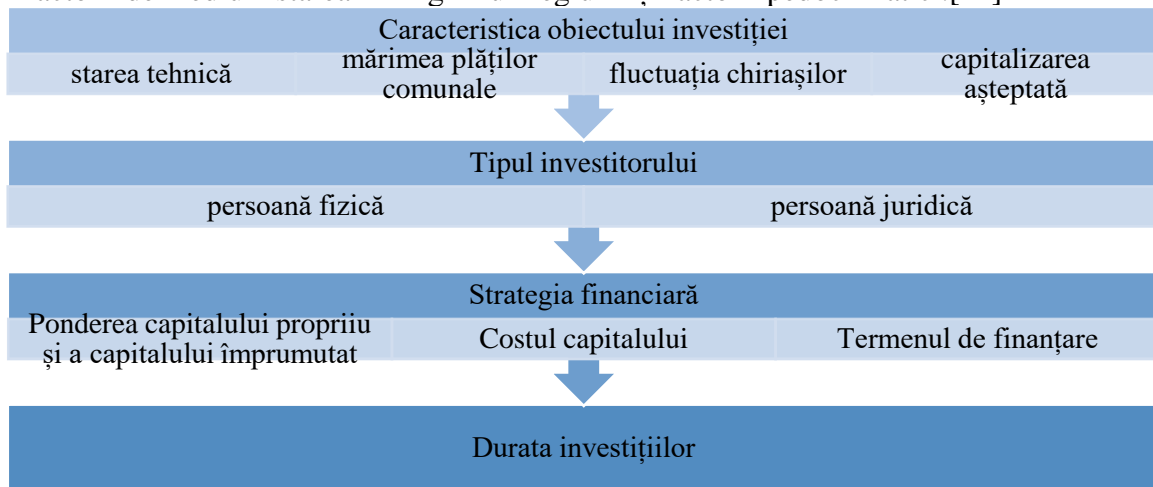 Caracteristica obiectului investiției
starea tehnică
mărimea plăților
comunale
fluctuația chiriașilor
capitalizarea
așteptată
Tipul investitorului
persoană fizică
persoană juridică
Strategia financiară
Ponderea capitalului propriiu
și a capitalului împrumutat
Costul capitalului
Termenul de finanțare
Durata investițiilor